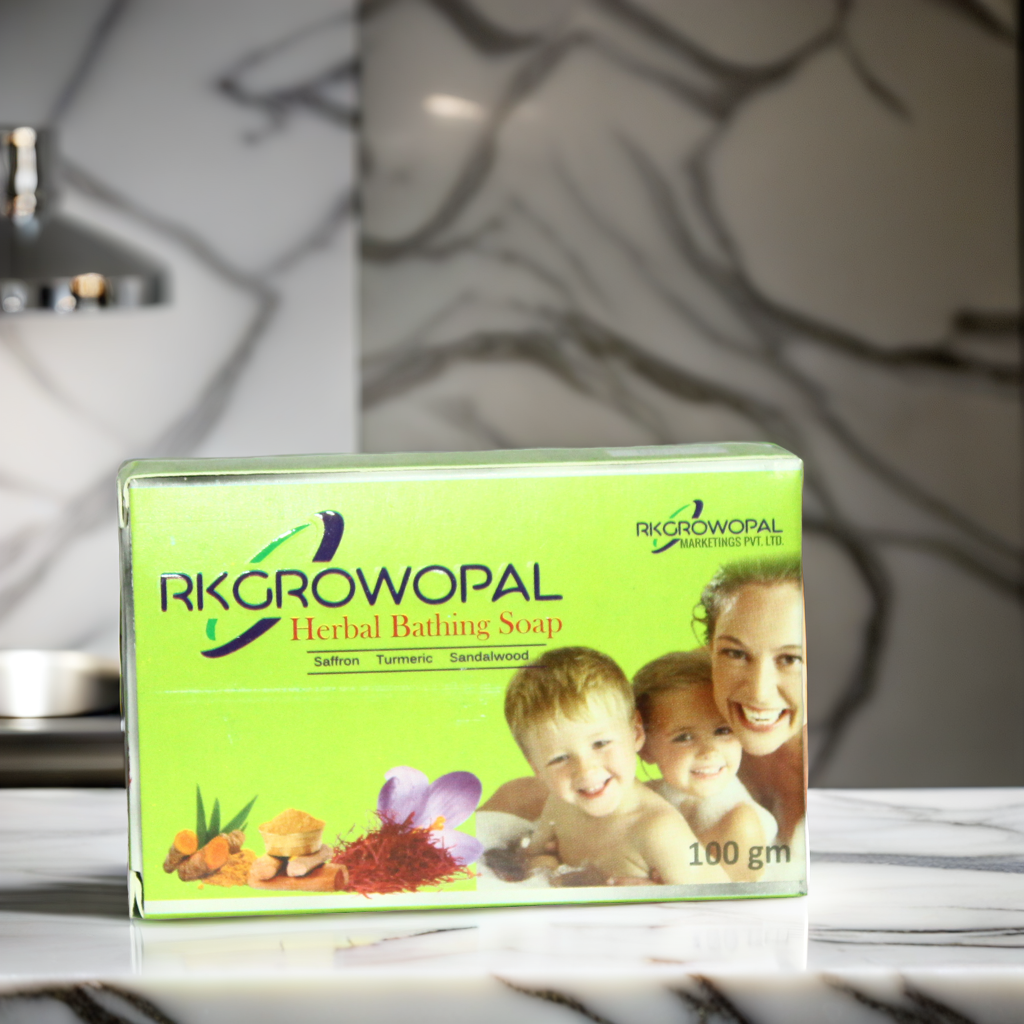 RKGROWOPAL
MARKETINGS PVT. LTD.
RKGROWOPAL
Herbal Bathing Soap
Saffron Turmeric Sandalwood
100 gm